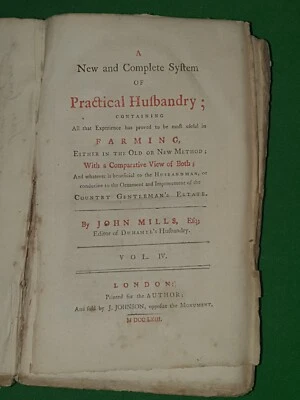 A
New and Complete System
OF
Practical Husbandry;
CONTAINING
All that Experience has proved to be most useful in
FARMING,
EITHER IN THE OLD OR NEW METHOD;
With a Comparative View of Both;
And whatever is beneficial to the HUSBANDMAN, or
conducive to the Ornament and Improvement of the
COUNTRY GENTLEMAN'S ESTATE.
By JOHN MILLS, Esq;
Editor of DUHAMEL's Husbandry.
VOL. IV.
LONDON:
Printed for the AUTHOR;
And sold by J. JOHNSON, opposite the MONUMENT,